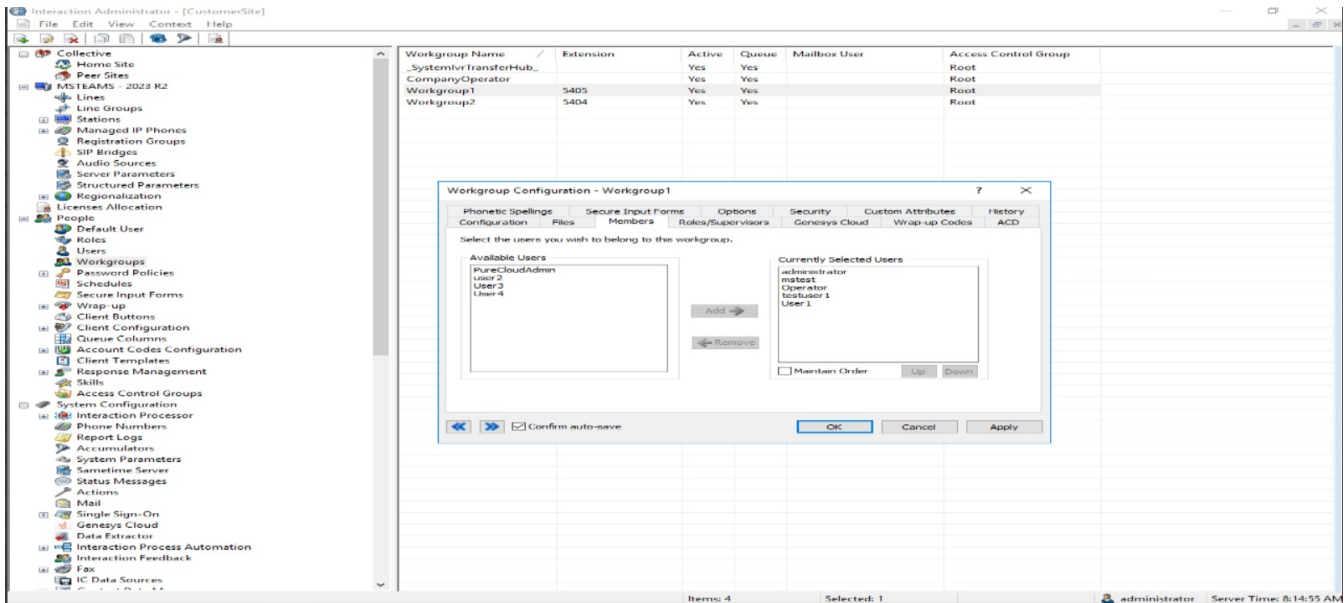 Interaction Administrator - [CustomerSite]
File Edit View Context Help
Collective
Home Site
Peer Sites
MSTEAMS - 2023 R2
Lines
Line Groups
Stations
Managed IP Phones
Registration Groups
SIP Bridges
Audio Sources
Server Parameters
Structured Parameters
Regionalization
Licenses Allocation
People
Default User
Roles
Users
Workgroups
Password Policies
Schedules
Secure Input Forms
Wrap-up
Client Buttons
Client Configuration
Queue Columns
Account Codes Configuration
Client Templates
Response Management
Skills
Access Control Groups
System Configuration
Interaction Processor
Phone Numbers
Report Logs
Accumulators
System Parameters
Sametime Server
Status Messages
Actions
Mail
Single Sign-On
Genesys Cloud
Data Extractor
Interaction Process Automation
Interaction Feedback
Fax
IC Data Sources
Workgroup Name Extension Active Queue Mailbox User Access Control Group
_SystemIvrTransferHub_ Yes Yes Root
CompanyOperator Yes Yes Root
Workgroup1 5405 Yes Yes Root
Workgroup2 5404 Yes Yes Root
Workgroup Configuration - Workgroup1 ?
Phonetic Spellings Secure Input Forms Options Security Custom Attributes History
Configuration Files Members Roles/Supervisors Genesys Cloud Wrap-up Codes ACD
Select the users you wish to belong to this workgroup.
Available Users
PureCloudAdmin
user2
User3
User4
Add
Remove
Currently Selected Users
administrator
mstest
Operator
testuser1
User1
Maintain Order Up Down
Confirm auto-save OK Cancel Apply
Items: 4 Selected: 1 administrator Server Time: 8:14:55 AM